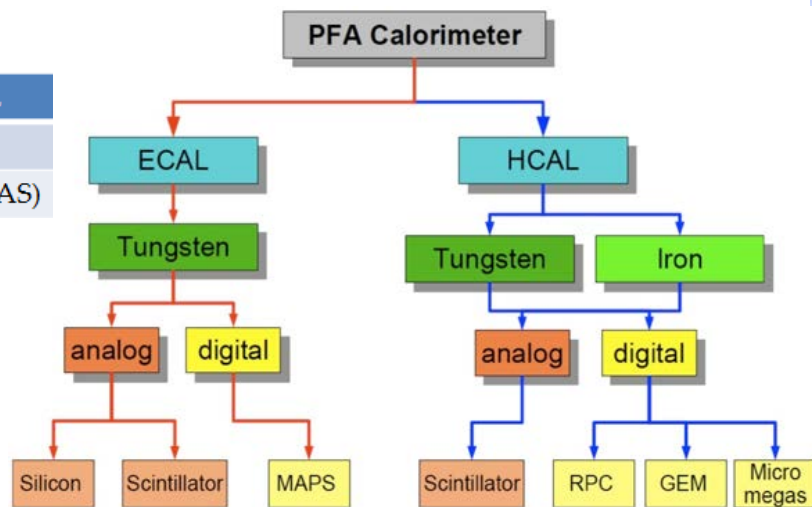 PFA Calorimeter
AS)
ECAL
HCAL
Tungsten
Tungsten
Iron
analog
digital
analog
digital
Silicon
Scintillator
MAPS
Scintillator
RPC
GEM
Micro
megas